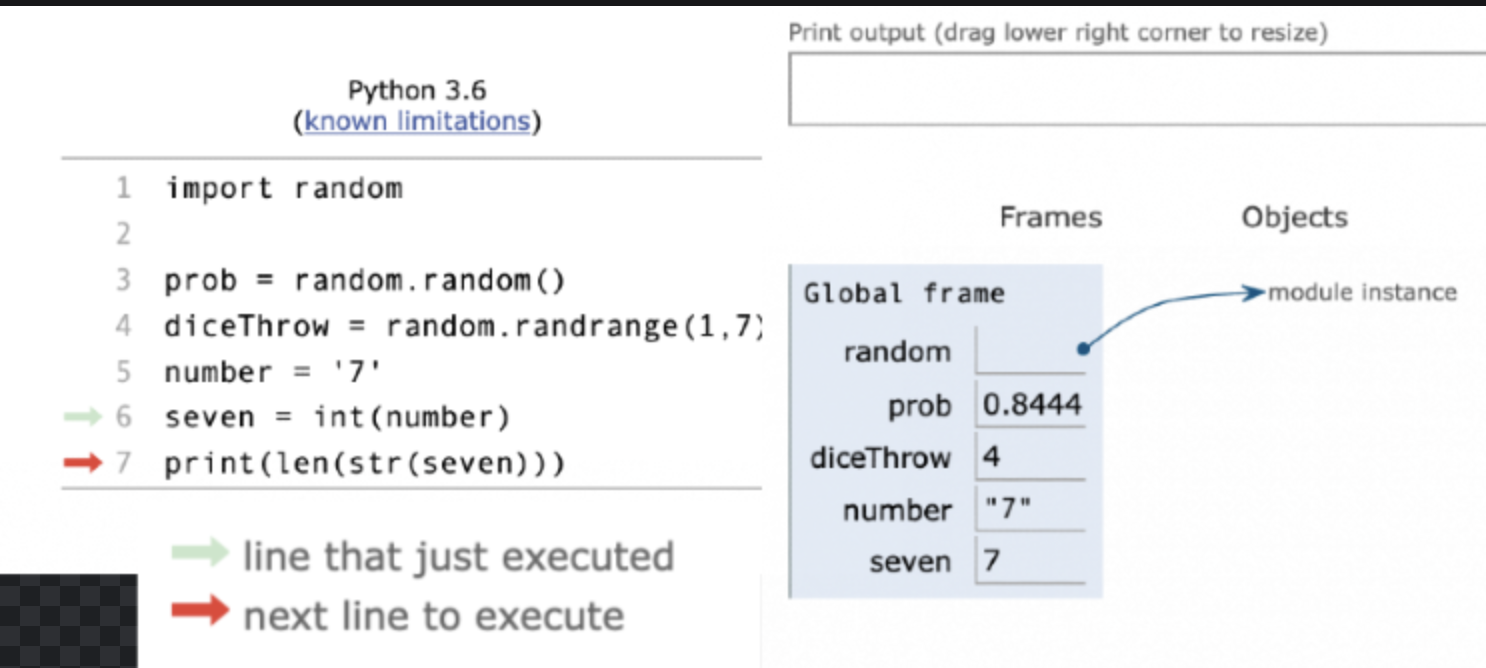 Python 3.6
(known limitations)
1 import random
2
3 prob = random.random()
4 diceThrow = random.randrange(1,7)
5 number = '7'
6 seven = int(number)
7 print(len(str(seven)))
line that just executed
next line to execute
Print output (drag lower right corner to resize)
Frames Objects
Global frame
random
module instance
prob 0.8444
diceThrow 4
number "7"
seven 7